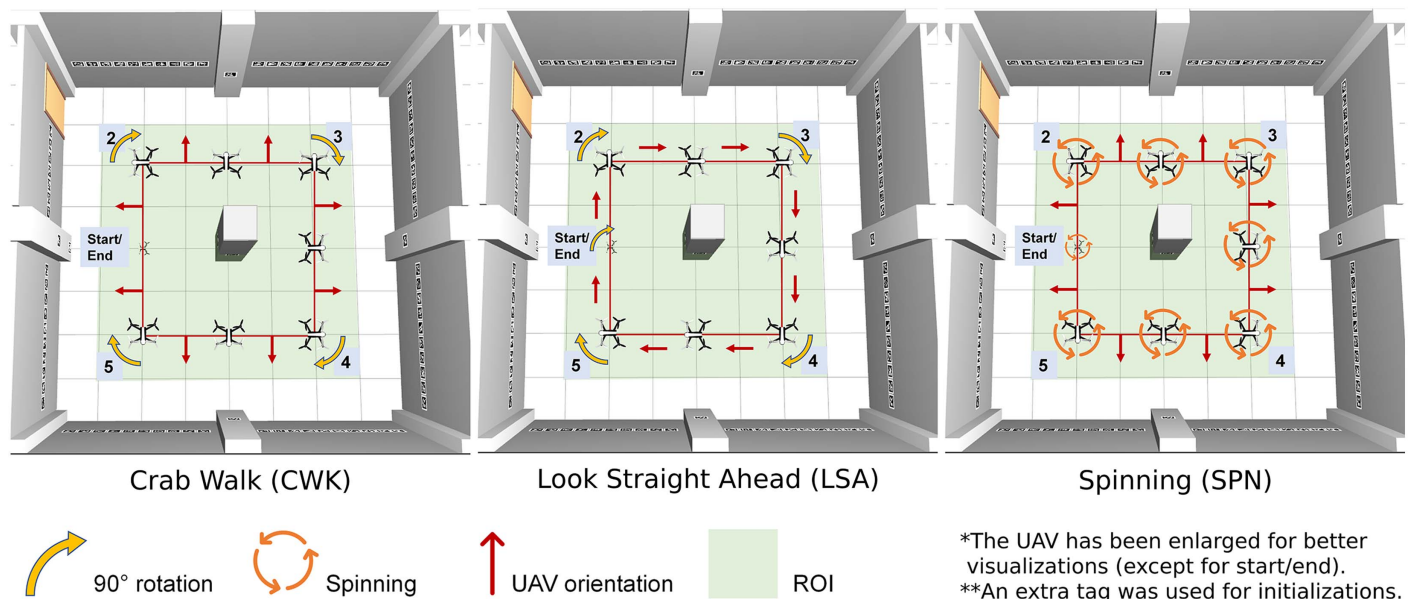 2
3
Start/
End
5
4
2
3
Start/
End
5
4
2
3
Start/
End
5
4
Crab Walk (CWK)
Look Straight Ahead (LSA)
Spinning (SPN)
90° rotation
Spinning
UAV orientation
ROI
*The UAV has been enlarged for better
visualizations (except for start/end).
**An extra tag was used for initializations.